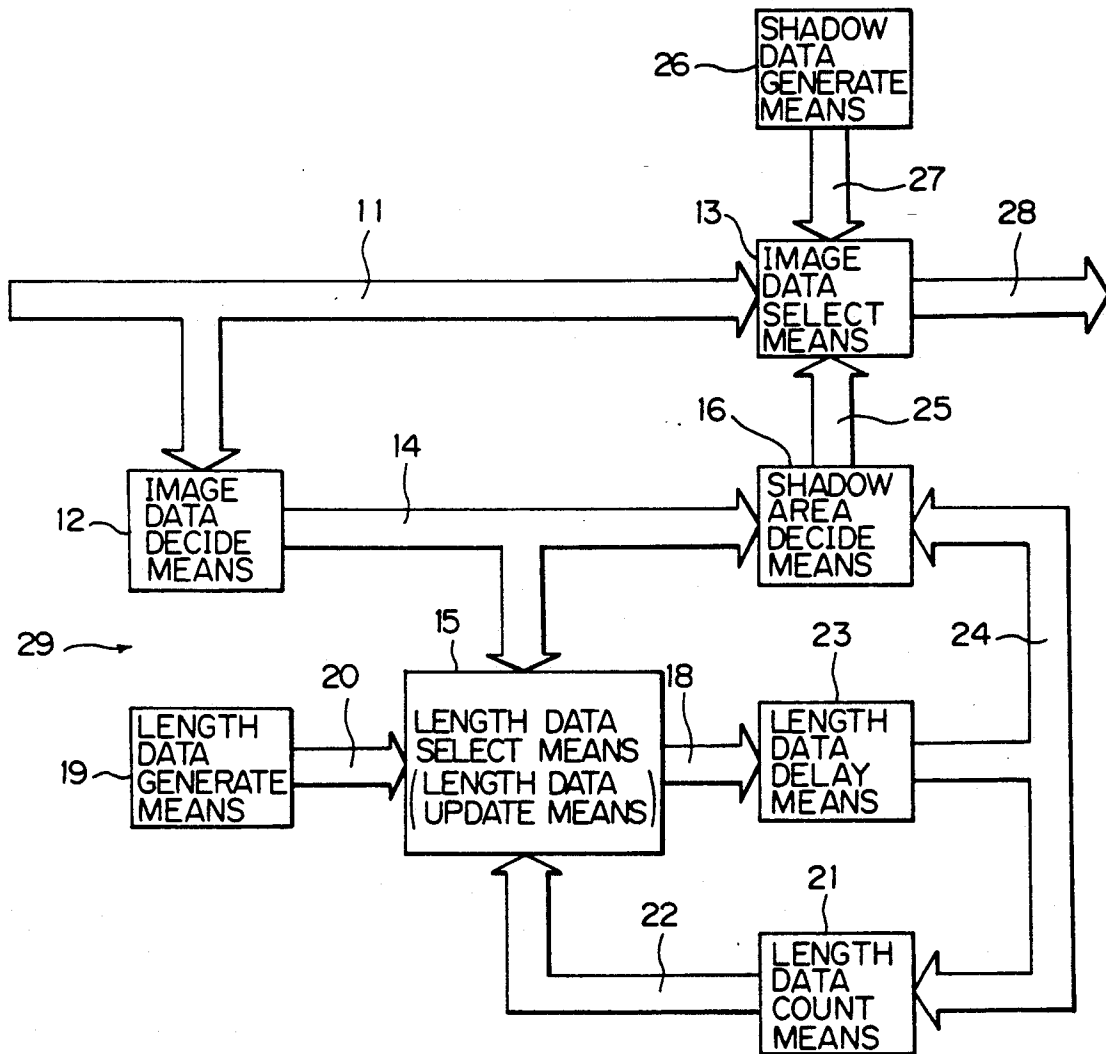 SHADOW
DATA
GENERATE
MEANS
26
27
11
13
28
IMAGE
DATA
SELECT
MEANS
16
25
14
SHADOW
AREA
DECIDE
MEANS
12
IMAGE
DATA
DECIDE
MEANS
29
15
23
24
20
18
19
LENGTH
DATA
GENERATE
MEANS
LENGTH DATA
SELECT MEANS
(LENGTH DATA
UPDATE MEANS)
LENGTH
DATA
DELAY
MEANS
21
22
LENGTH
DATA
COUNT
MEANS